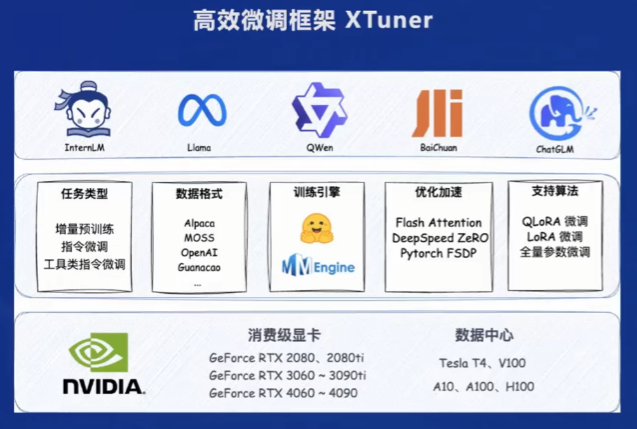 高效微调框架 XTuner
InternLM
Llama
QWen
BaiChuan
ChatGLM
任务类型
增量预训练
指令微调
工具类指令微调
数据格式
Alpaca
MOSS
OpenAI
Guanacao
...
训练引擎
MMEngine
优化加速
Flash Attention
DeepSpeed ZeRO
Pytorch FSDP
支持算法
QLoRA 微调
LoRA 微调
全量参数微调
NVIDIA.
消费级显卡
GeForce RTX 2080、2080ti
GeForce RTX 3060 ~ 3090ti
GeForce RTX 4060 ~ 4090
数据中心
Tesla T4、V100
A10、A100、H100